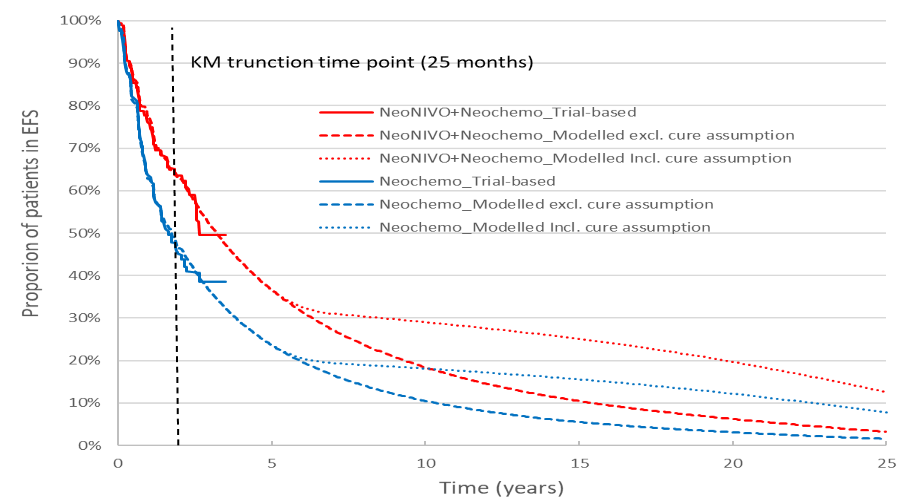 100%
90%
80%
70%
60%
50%
40%
30%
20%
10%
0%
Proporion of patients in EFS
KM trunction time point (25 months)
NeoNIVO+Neochemo_Trial-based
NeoNIVO+Neochemo_Modelled excl. cure assumption
NeoNIVO+Neochemo_Modelled Incl. cure assumption
Neochemo_Trial-based
Neochemo_Modelled excl. cure assumption
Neochemo_Modelled Incl. cure assumption
0 5 10 15 20 25
Time (years)